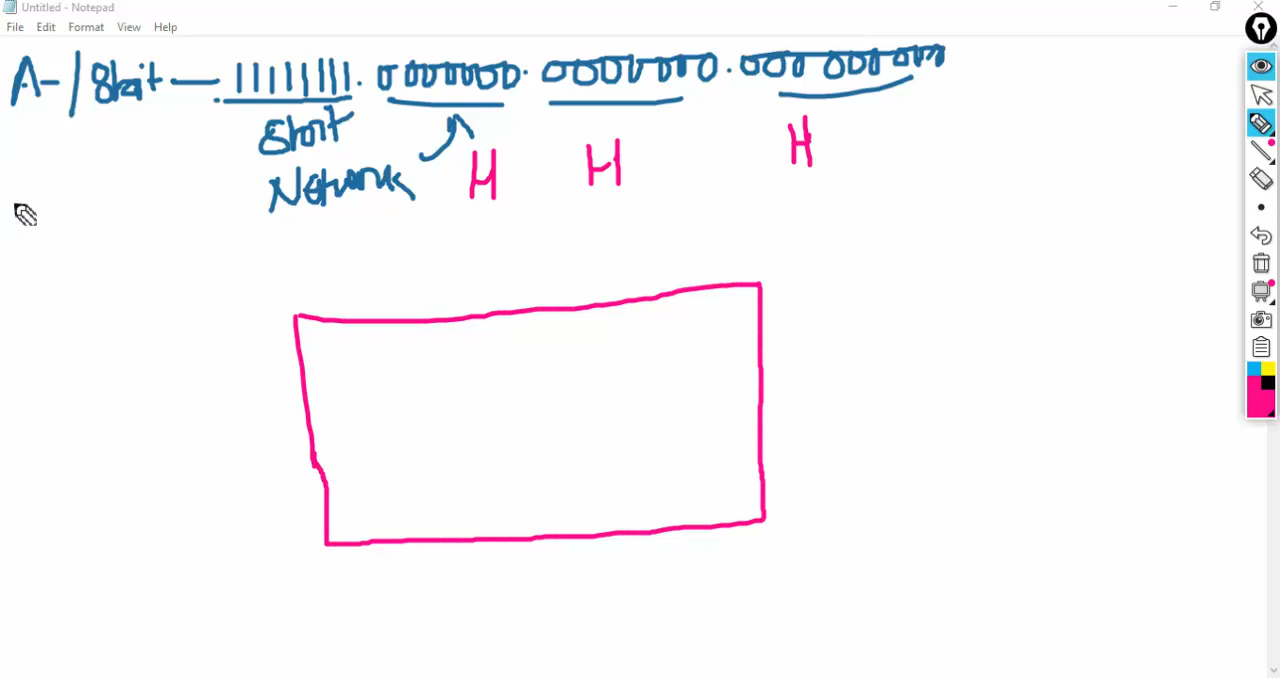 Untitled - Notepad
File Edit Format View Help
A-/8bit — 11111111. 00000000. 00000000. 00000000
8bit
Network H H H